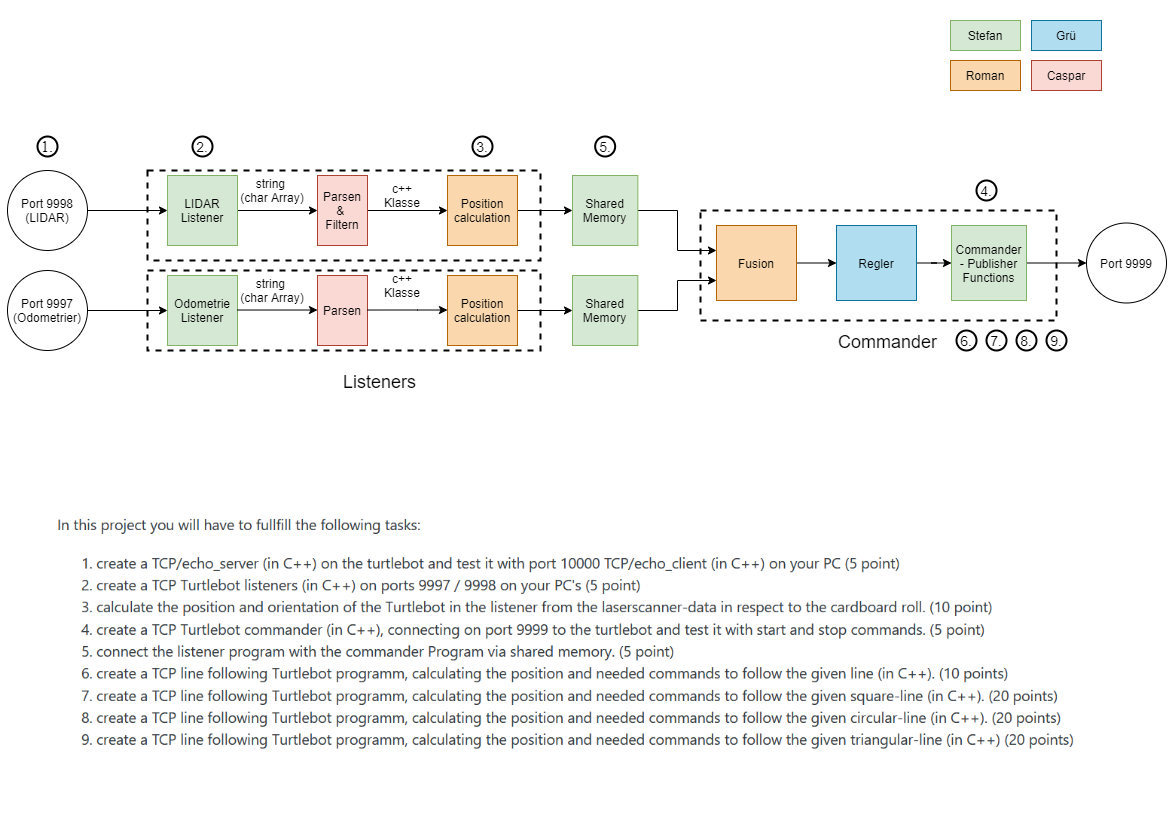 Stefan
Grü
Roman
Caspar
1.
2.
3.
5.
4.
Port 9998
(LIDAR)
LIDAR
Listener
string
(char Array)
Parsen
&
Filtern
c++
Klasse
Position
calculation
Shared
Memory
Port 9997
(Odometrier)
Odometrie
Listener
string
(char Array)
Parsen
c++
Klasse
Position
calculation
Shared
Memory
Fusion
Regler
Commander
- Publisher
Functions
Port 9999
Commander
6.
7.
8.
9.
Listeners
In this project you will have to fullfill the following tasks:
1. create a TCP/echo_server (in C++) on the turtlebot and test it with port 10000 TCP/echo_client (in C++) on your PC (5 point)
2. create a TCP Turtlebot listeners (in C++) on ports 9997 / 9998 on your PC's (5 point)
3. calculate the position and orientation of the Turtlebot in the listener from the laserscanner-data in respect to the cardboard roll. (10 point)
4. create a TCP Turtlebot commander (in C++), connecting on port 9999 to the turtlebot and test it with start and stop commands. (5 point)
5. connect the listener program with the commander Program via shared memory. (5 point)
6. create a TCP line following Turtlebot programm, calculating the position and needed commands to follow the given line (in C++). (10 points)
7. create a TCP line following Turtlebot programm, calculating the position and needed commands to follow the given square-line (in C++). (20 points)
8. create a TCP line following Turtlebot programm, calculating the position and needed commands to follow the given circular-line (in C++). (20 points)
9. create a TCP line following Turtlebot programm, calculating the position and needed commands to follow the given triangular-line (in C++) (20 points)